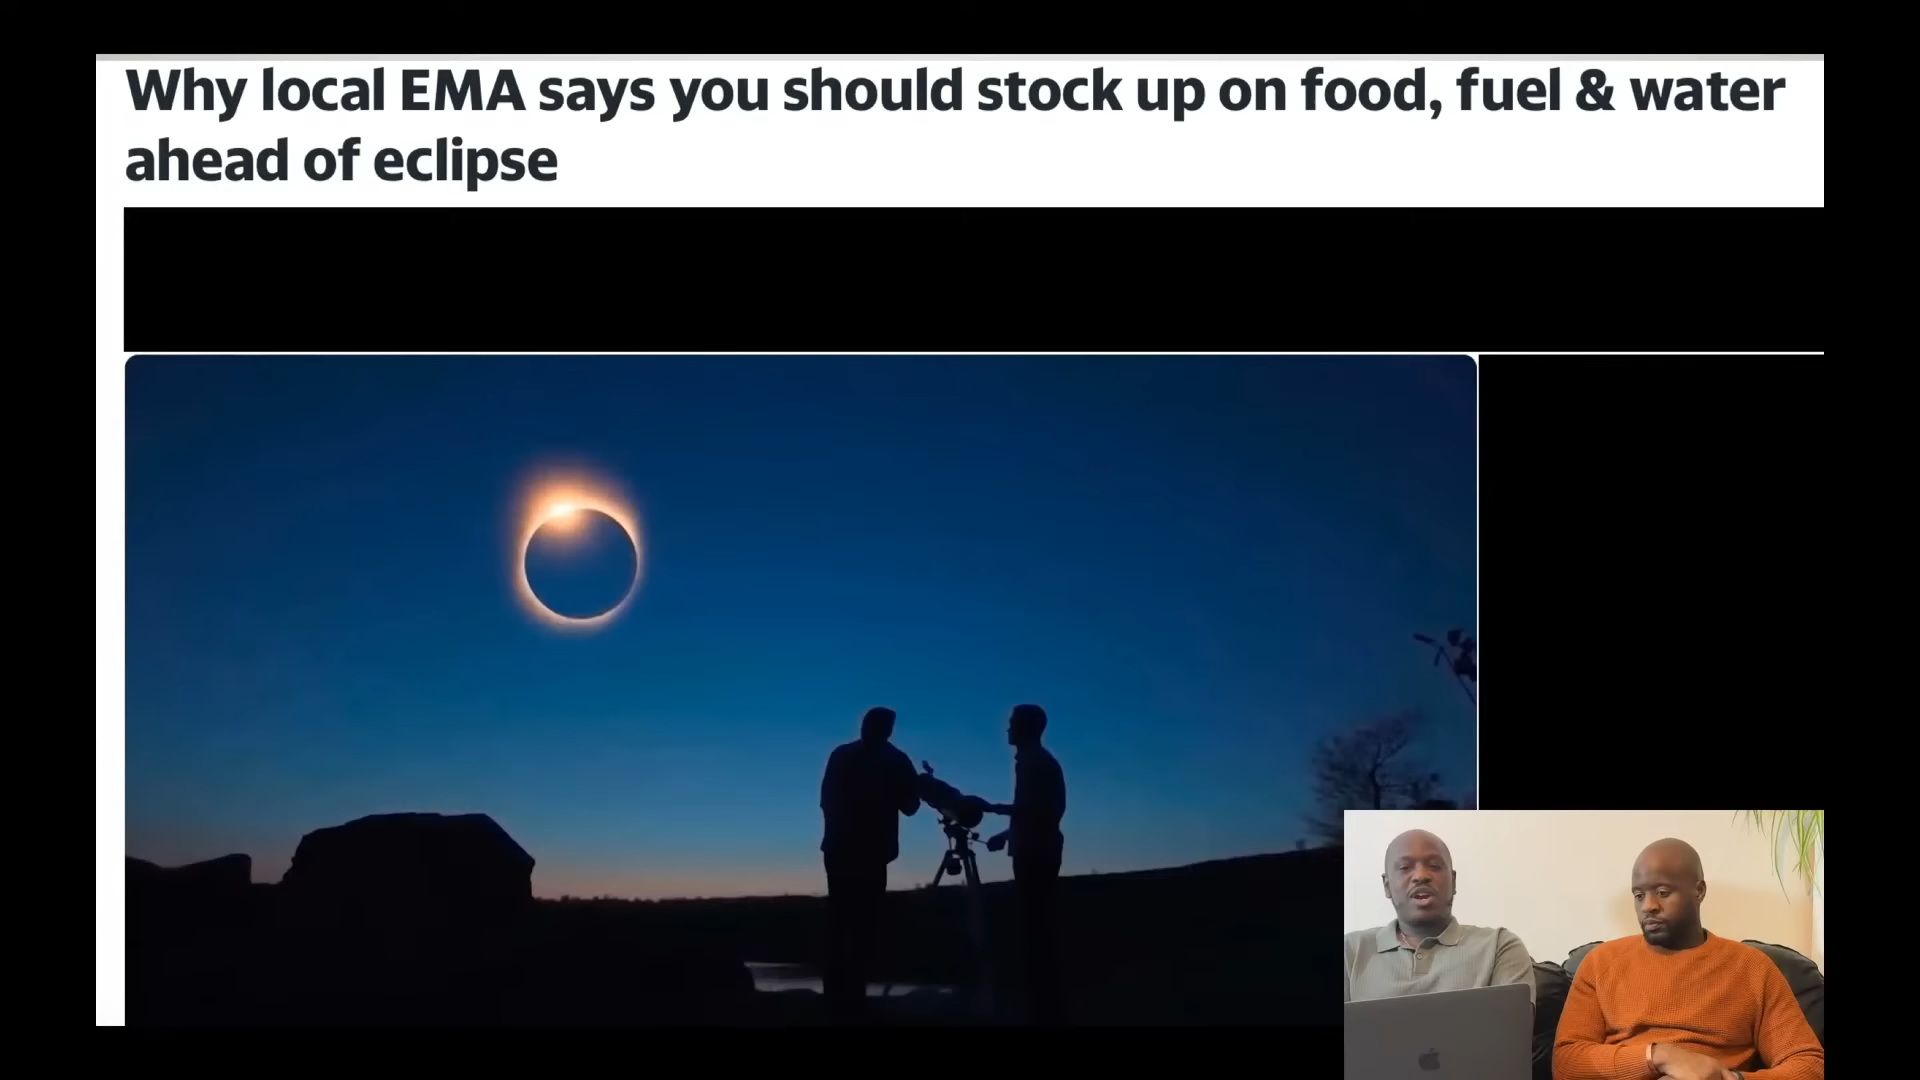 Why local EMA says you should stock up on food, fuel & water
ahead of eclipse